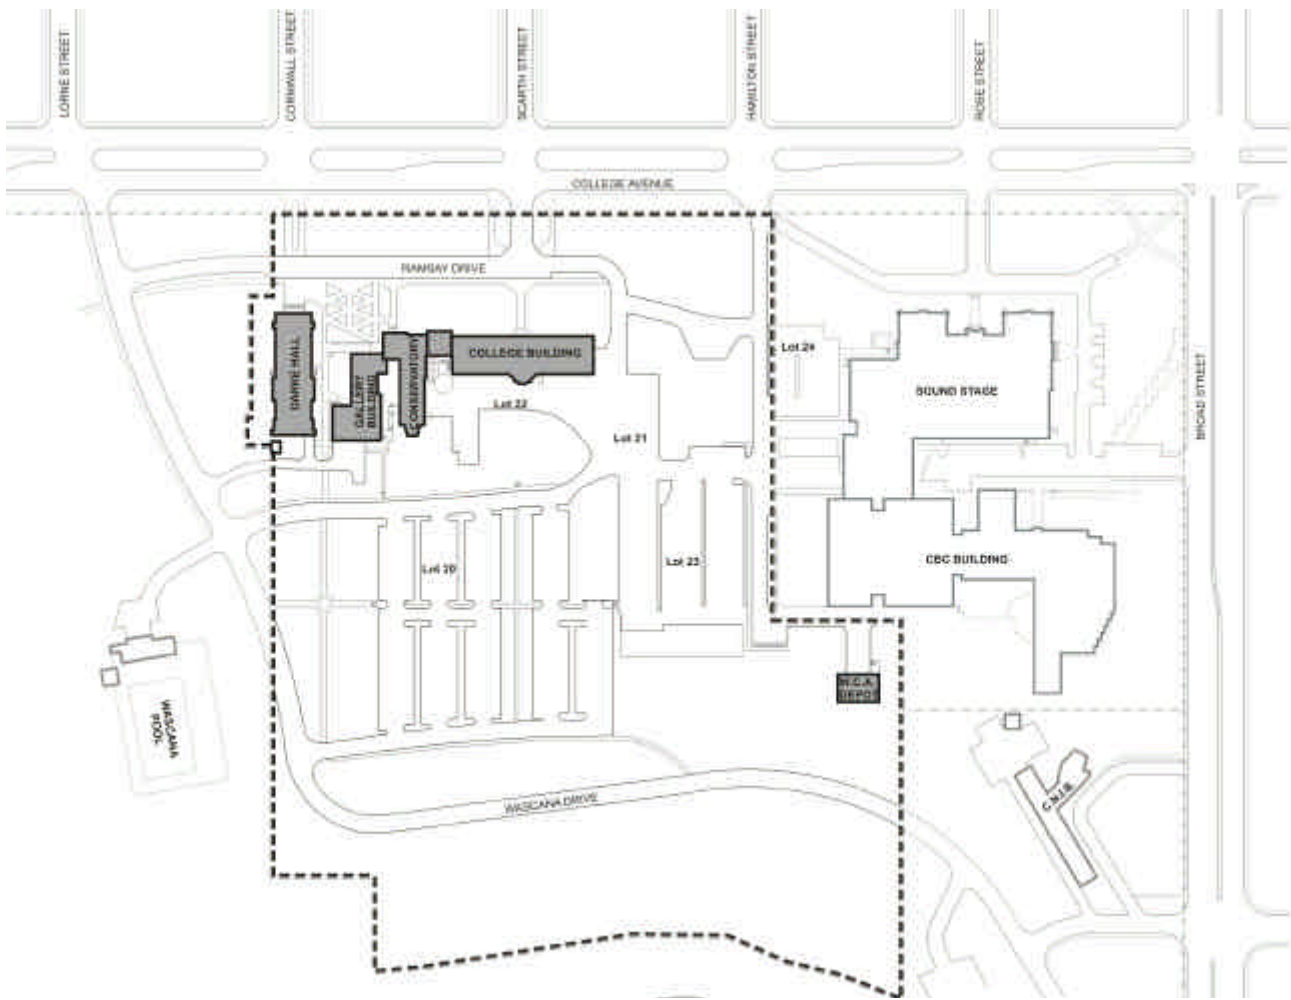 LORNE STREET
CORNWALL STREET
SCARTH STREET
HAMILTON STREET
ROSE STREET
COLLEGE AVENUE
RAMSAY DRIVE
DARKE HALL
GALLERY
BUILDING
CONSERVATORY
COLLEGE BUILDING
Lot 22
Lot 21
Lot 24
SOUND STAGE
BROAD STREET
Lot 20
Lot 23
CBC BUILDING
WASCANA
POOL
W.C.A.
DEPOT
WASCANA DRIVE
C.N.I.B.